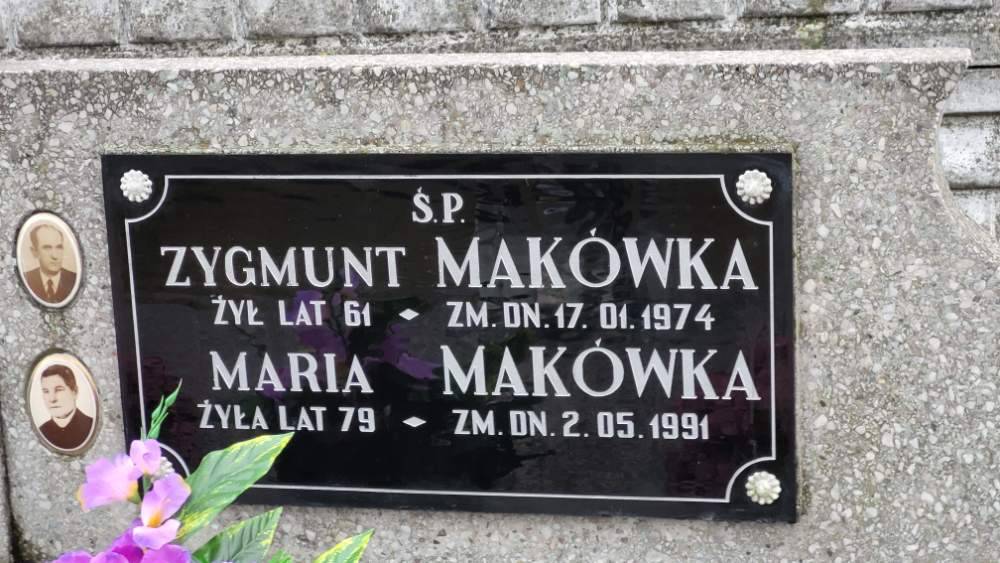 Ś.P.
ZYGMUNT MAKÓWKA
ŻYŁ LAT 61 ⬥ ZM. DN. 17. 01. 1974
MARIA MAKÓWKA
ŻYŁA LAT 79 ⬥ ZM. DN. 2. 05. 1991